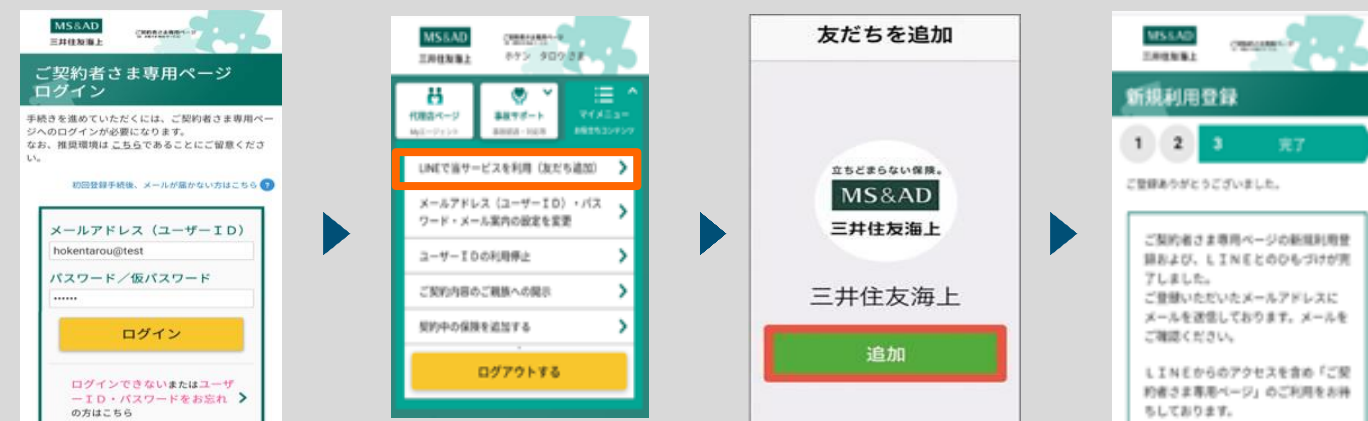 MS&AD
三井住友海上
ご契約者さま専用ページ
ログイン
手続きを進めていただくには、ご契約者さま専用ペー
ジへのログインが必要になります。
なお、推奨環境は こちらであることにご留意くださ
い。
初回登録手続後、メールが届かない方はこちら ?
メールアドレス（ユーザーＩＤ）
hokentarou@test
パスワード／仮パスワード
••••••
ログイン
ログインできないまたはユーザ
ーＩＤ・パスワードをお忘れ
の方はこちら
MS&AD
三井住友海上
ホケン タロウ さま
代理店ページ
Myエージェント
事故サポート
マイメニュー
お役立ちコンテンツ
LINEで当サービスを利用（友だち追加）
メールアドレス（ユーザーＩＤ）・パス
ワード・メール案内の設定を変更
ユーザーＩＤの利用停止
ご契約内容のご親族への開示
契約中の保険を追加する
ログアウトする
友だちを追加
立ちどまらない保険。
MS&AD
三井住友海上
三井住友海上
追加
MS&AD
三井住友海上
新規利用登録
1 2 3 完了
ご登録ありがとうございました。
ご契約者さま専用ページの新規利用登
録および、ＬＩＮＥとのひもづけが完
了しました。
ご登録いただいたメールアドレスに
メールを送信しております。メールを
ご確認ください。
ＬＩＮＥからのアクセスを含め「ご契
約者さま専用ページ」のご利用をお待
ちしております。